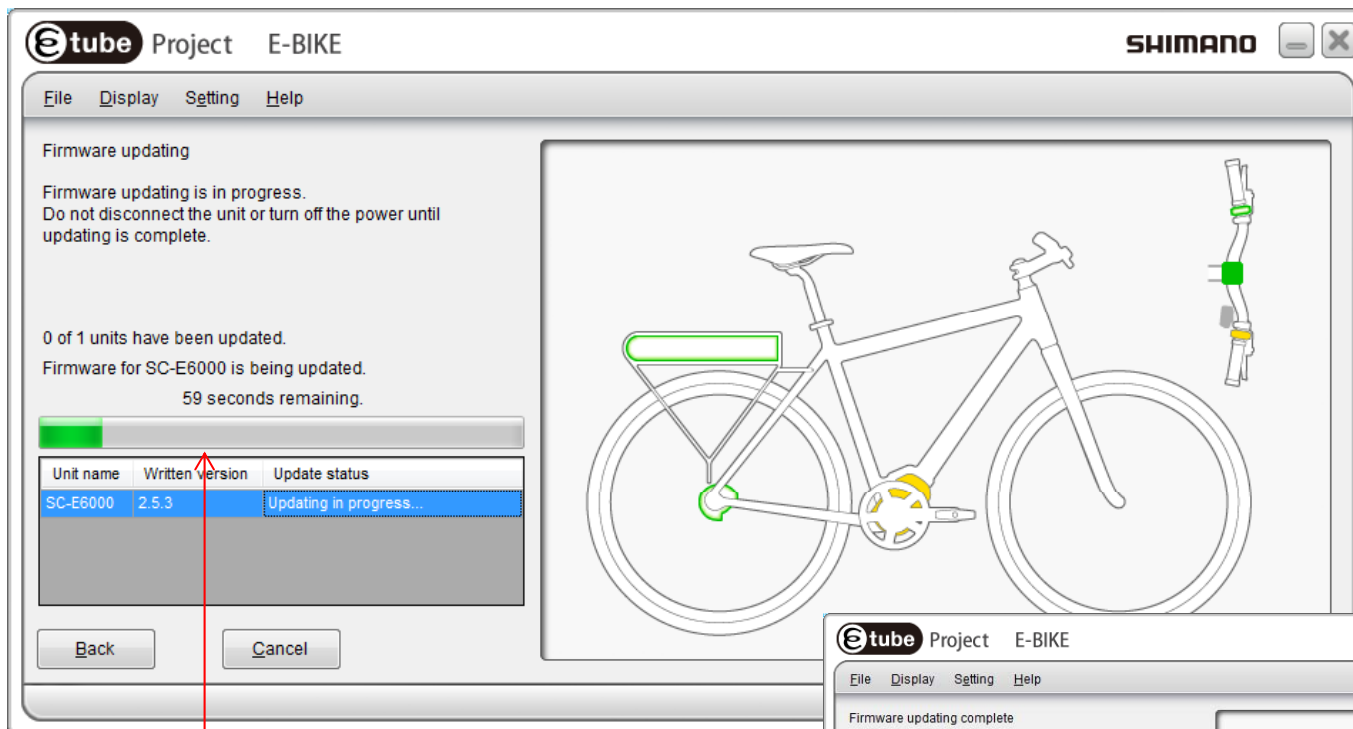 Etube Project E-BIKE SHIMANO
File Display Setting Help
Firmware updating
Firmware updating is in progress.
Do not disconnect the unit or turn off the power until
updating is complete.
0 of 1 units have been updated.
Firmware for SC-E6000 is being updated.
59 seconds remaining.
Unit name Written version Update status
SC-E6000 2.5.3 Updating in progress...
Back Cancel
Etube Project E-BIKE
File Display Setting Help
Firmware updating complete